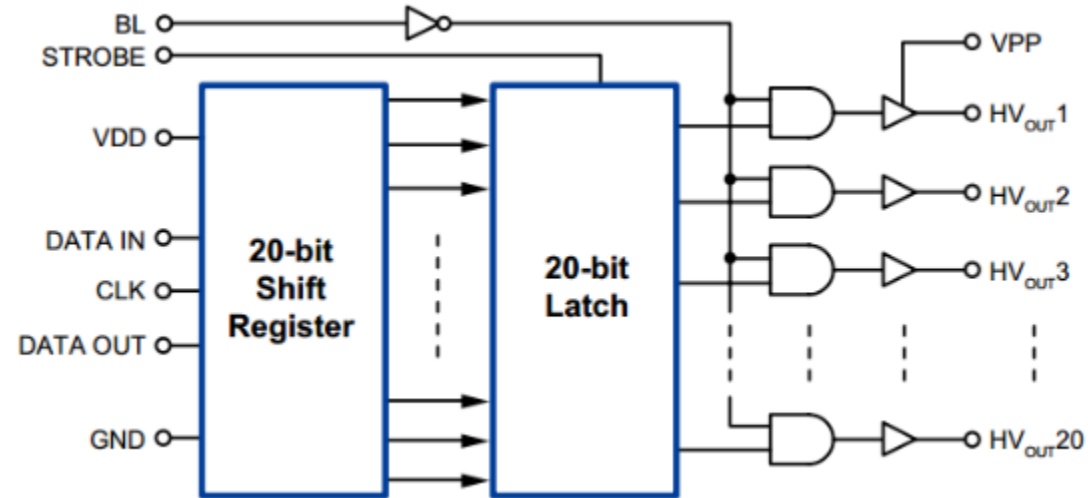 BL
STROBE
VDD
DATA IN
CLK
DATA OUT
GND
20-bit
Shift
Register
20-bit
Latch
VPP
HVOUT1
HVOUT2
HVOUT3
HVOUT20